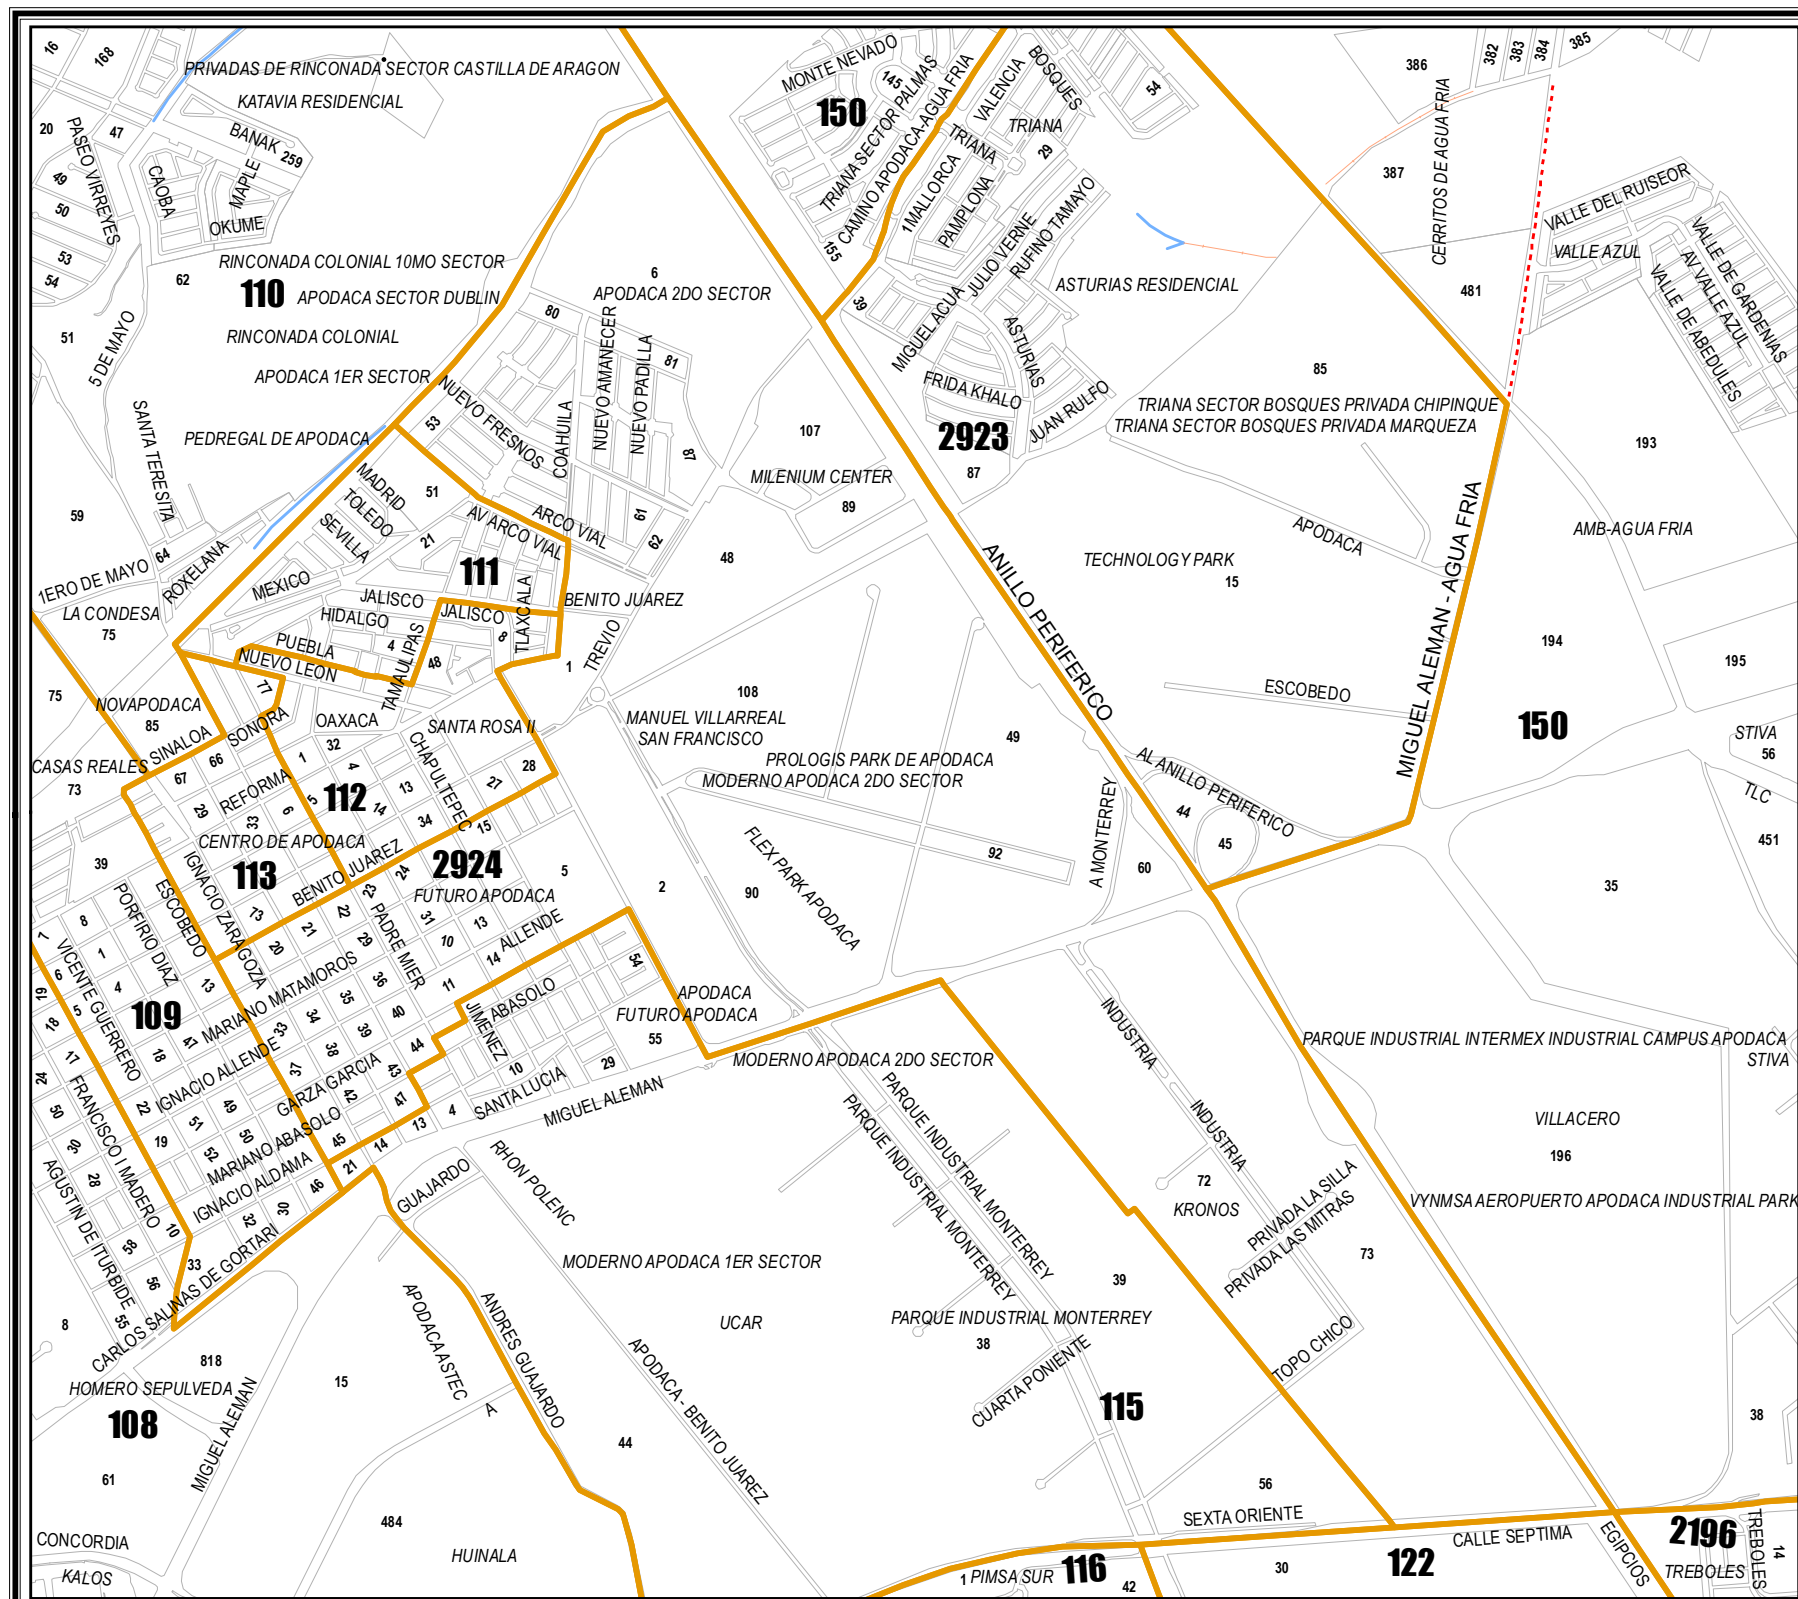 16
168
PRIVADAS DE RINCONADA SECTOR CASTILLA DE ARAGON
KATAVIA RESIDENCIAL
20
47
PASEO VIRREYES
BANAK
259
MAPLE
CAOBA
OKUME
49
50
53
54
62
51
5 DE MAYO
RINCONADA COLONIAL 10MO SECTOR
110
APODACA SECTOR DUBLIN
RINCONADA COLONIAL
APODACA 1ER SECTOR
SANTA TERESITA
PEDREGAL DE APODACA
59
64
1ERO DE MAYO
ROXELANA
LA CONDESA
75
75
NOVAPODACA
85
CASAS REALES
73
MONTE NEVADO
145
150
TRIANA SECTOR PALMAS
CAMINO APODACA-AGUA FRIA
155
BOSQUES
VALENCIA
54
TRIANA
TRIANA
29
1 MALLORCA
PAMPLONA
JULIO VERNE
RUFINO TAMAYO
MIGUEL ACUA
39
ASTURIAS RESIDENCIAL
ASTURIAS
FRIDA KHALO
JUAN RULFO
2923
87
382
383
384
385
386
387
CERRITOS DE AGUA FRIA
481
VALLE DEL RUISEOR
VALLE AZUL
VALLE DE GARDENIAS
AV VALLE AZUL
VALLE DE ABEDULES
85
TRIANA SECTOR BOSQUES PRIVADA CHIPINQUE
TRIANA SECTOR BOSQUES PRIVADA MARQUEZA
193
AMB-AGUA FRIA
194
195
150
STIVA
56
TLC
451
35
6
APODACA 2DO SECTOR
80
81
NUEVO AMANECER
NUEVO PADILLA
NUEVO FRESNOS
COAHUILA
53
87
107
MILENIUM CENTER
89
48
61
62
ARCO VIAL
AV ARCO VIAL
51
MADRID
TOLEDO
SEVILLA
21
111
MEXICO
JALISCO
JALISCO
HIDALGO
TLAXCALA
BENITO JUAREZ
8
PUEBLA
4
48
TAMAULIPAS
NUEVO LEON
1
TREVIO
77
OAXACA
SONORA
SINALOA
SANTA ROSA II
ANILLO PERIFERICO
TECHNOLOGY PARK
15
APODACA
ESCOBEDO
MIGUEL ALEMAN - AGUA FRIA
AL ANILLO PERIFERICO
44
45
60
A MONTERREY
108
MANUEL VILLARREAL
SAN FRANCISCO
49
PROLOGIS PARK DE APODACA
MODERNO APODACA 2DO SECTOR
92
FLEX PARK APODACA
90
2
67
66
1
32
4
REFORMA
29
33
6
5
112
14
13
CHAPULTEPEC
27
28
34
15
CENTRO DE APODACA
113
BENITO JUAREZ
2924
FUTURO APODACA
5
39
IGNACIO ZARAGOZA
ESCOBEDO
PORFIRIO DIAZ
73
23
24
22
21
20
29
31
13
10
14
ALLENDE
PADRE MIER
11
8
1
1
6
4
5
19
18
17
24
13
VICENTE GUERRERO
109
18
47
MARIANO MATAMOROS
36
35
34
33
40
39
38
37
44
IGNACIO ALLENDE
22
GARZA GARCIA
43
42
47
50
30
28
FRANCISCO I MADERO
51
49
50
52
19
MARIANO ABASOLO
45
IGNACIO ALDAMA
46
21
14
13
4
AGUSTIN DE ITURBIDE
58
56
55
10
33
32
30
CARLOS SALINAS DE GORTARI
JIMENEZ
ABASOLO
54
APODACA
FUTURO APODACA
55
10
29
SANTA LUCIA
MIGUEL ALEMAN
MODERNO APODACA 2DO SECTOR
PARQUE INDUSTRIAL MONTERREY
PARQUE INDUSTRIAL MONTERREY
INDUSTRIA
INDUSTRIA
72
KRONOS
PRIVADA LA SILLA
PRIVADA LAS MITRAS
73
39
PARQUE INDUSTRIAL MONTERREY
38
CUARTA PONIENTE
TOPO CHICO
115
56
SEXTA ORIENTE
PARQUE INDUSTRIAL INTERMEX INDUSTRIAL CAMPUS APODACA
STIVA
VILLACERO
196
VYNMSA AEROPUERTO APODACA INDUSTRIAL PARK
38
GUAJARDO
RHON POLENC
MODERNO APODACA 1ER SECTOR
UCAR
APODACA ASTEC
ANDRES GUAJARDO
APODACA - BENITO JUAREZ
44
A
8
818
HOMERO SEPULVEDA
15
108
61
MIGUEL ALEMAN
484
HUINALA
CONCORDIA
KALOS
1 PIMSA SUR
116
42
30
122
CALLE SEPTIMA
EGIPCIOS
2196
TREBOLES
TREBOLES
14